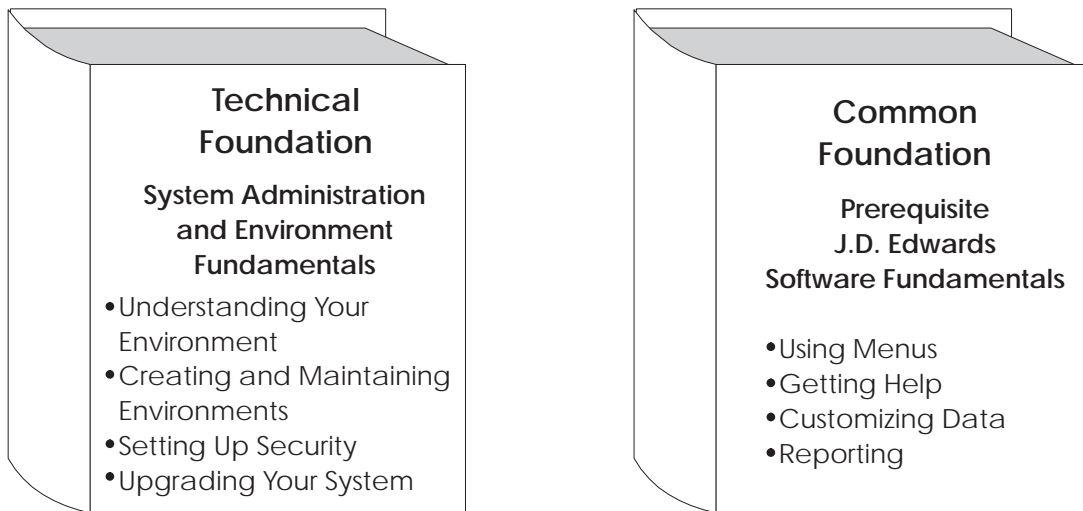 Technical
Foundation
System Administration
and Environment
Fundamentals
•Understanding Your
Environment
•Creating and Maintaining
Environments
•Setting Up Security
•Upgrading Your System
Common
Foundation
Prerequisite
J.D. Edwards
Software Fundamentals
•Using Menus
•Getting Help
•Customizing Data
•Reporting